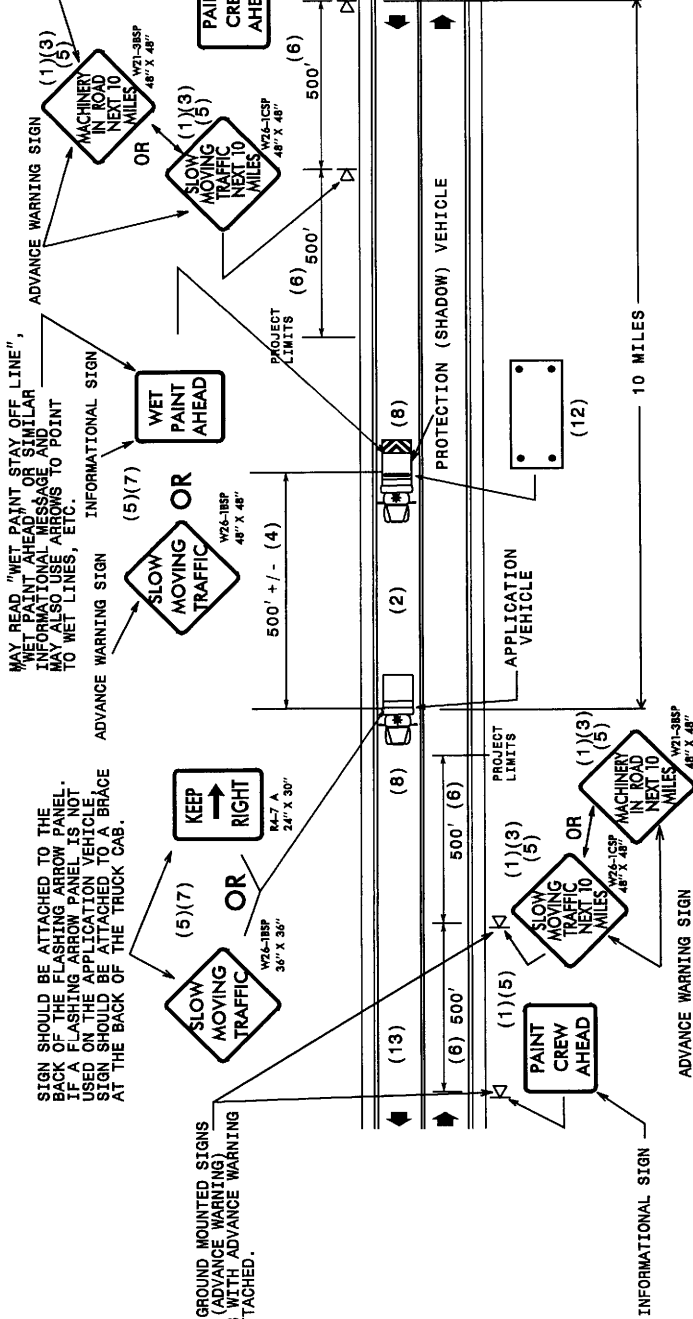 MAY READ "WET PAINT STAY OFF LINE",
"WET PAINT AHEAD" OR SIMILAR
INFORMATIONAL MESSAGE AND
MAY ALSO USE ARROWS TO POINT
TO WET LINES, ETC.
SIGN SHOULD BE ATTACHED TO THE
BACK OF THE FLASHING ARROW PANEL.
IF A FLASHING ARROW PANEL IS NOT
USED ON THE APPLICATION VEHICLE,
SIGN SHOULD BE ATTACHED TO A BRACE
AT THE BACK OF THE TRUCK CAB.
ADVANCE WARNING SIGN
MACHINERY
IN ROAD
NEXT 10
MILES
(1)(3)
(5)
W21-3BSP
48" X 48"
OR
SLOW
MOVING
TRAFFIC
NEXT 10
MILES
(1)(3)
(5)
W26-1CSP
48" X 48"
INFORMATIONAL SIGN
WET
PAINT
AHEAD
(5)(7)
OR
ADVANCE WARNING SIGN
SLOW
MOVING
TRAFFIC
W26-1BSP
48" X 48"
KEEP
RIGHT
R4-7 A
24" X 30"
(5)(7)
OR
SLOW
MOVING
TRAFFIC
W26-1BSP
36" X 36"
GROUND MOUNTED SIGNS
(ADVANCE WARNING)
WITH ADVANCE WARNING
(6)
500'
(6)
500'
PROJECT
LIMITS
500' +/- (4)
(8)
(2)
(8)
(13)
PROTECTION (SHADOW) VEHICLE
(12)
APPLICATION
VEHICLE
10 MILES
PROJECT
LIMITS
500' (6)
(6) 500'
(1)(5)
PAINT
CREW
AHEAD
(1)(3)
(5)
SLOW
MOVING
TRAFFIC
NEXT 10
MILES
W26-1CSP
48" X 48"
OR
(1)(3)
(5)
MACHINERY
IN ROAD
NEXT 10
MILES
W21-3BSP
48" X 48"
ADVANCE WARNING SIGN
INFORMATIONAL SIGN